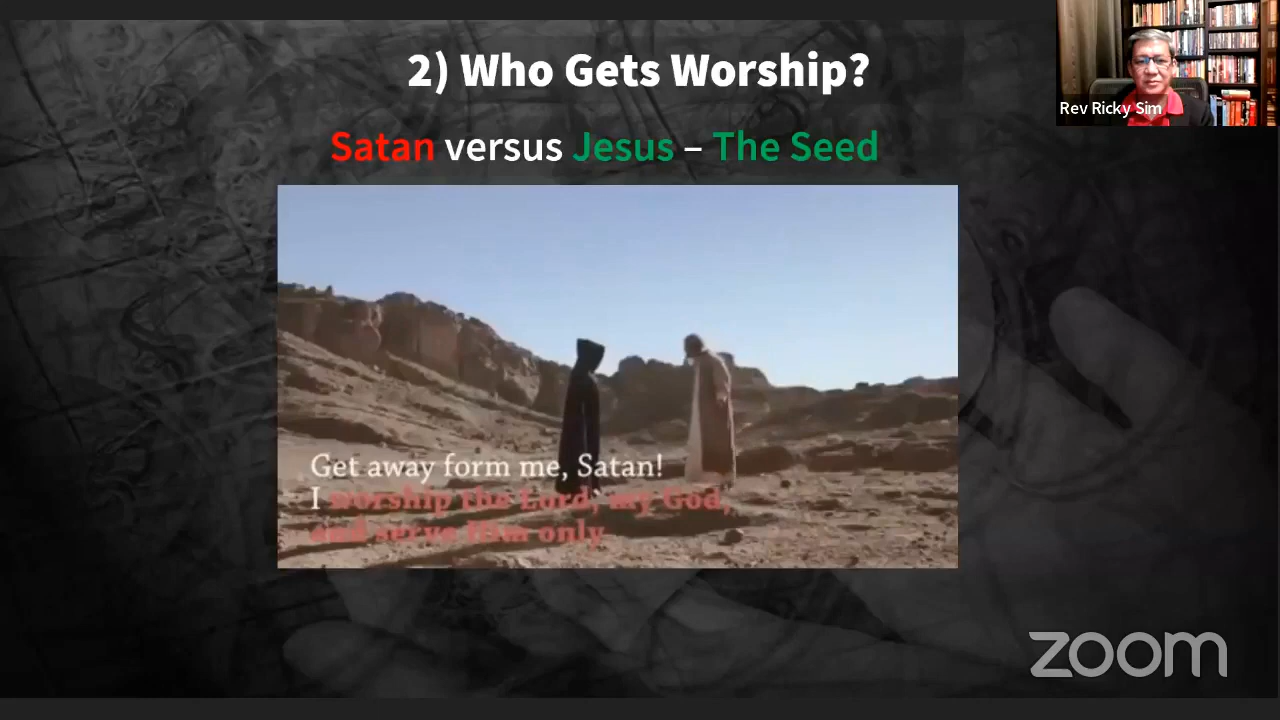 2) Who Gets Worship?
Rev Ricky Sim
Satan versus Jesus – The Seed
Get away form me, Satan!
I worship the Lord, my God,
and serve Him only
zoom